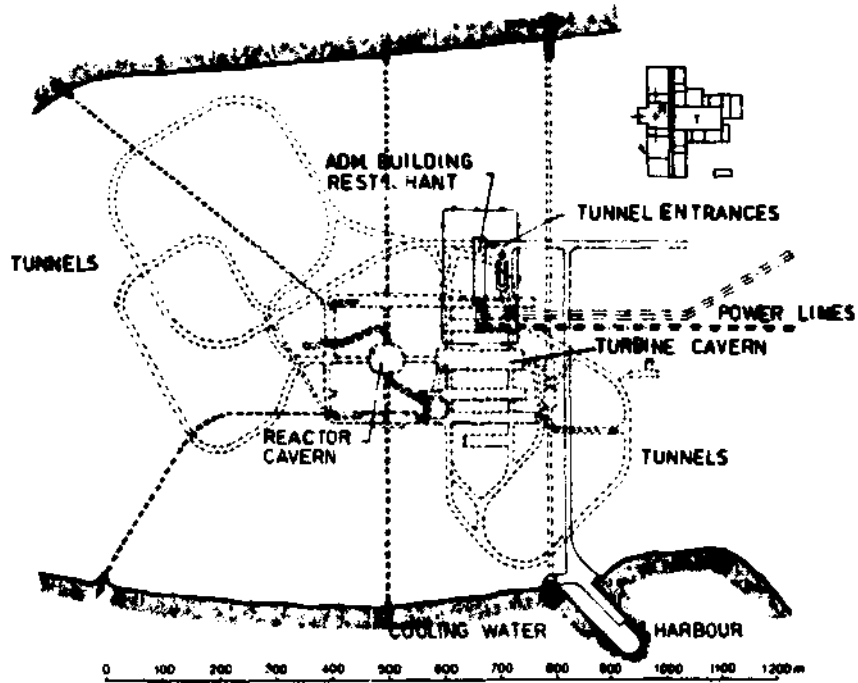 ADM. BUILDING
TUNNEL ENTRANCES
TUNNELS
POWER LINES
TURBINE CAVERN
REACTOR
CAVERN
TUNNELS
COOLING WATER
HARBOUR
0 100 200 300 400 500 600 700 800 900 1000 1100 1200 m